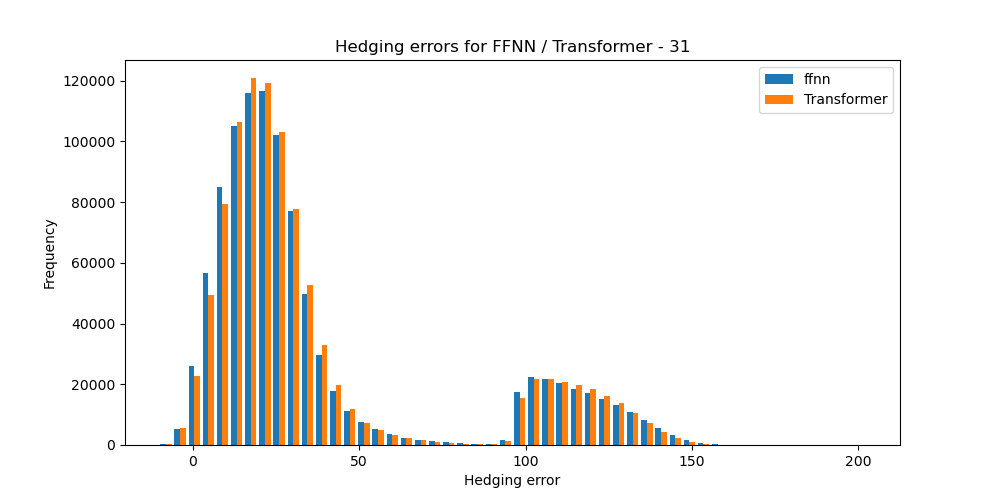 Hedging errors for FFNN / Transformer - 31
ffnn
Transformer
120000
100000
80000
60000
40000
20000
0
Frequency
0 50 100 150 200
Hedging error